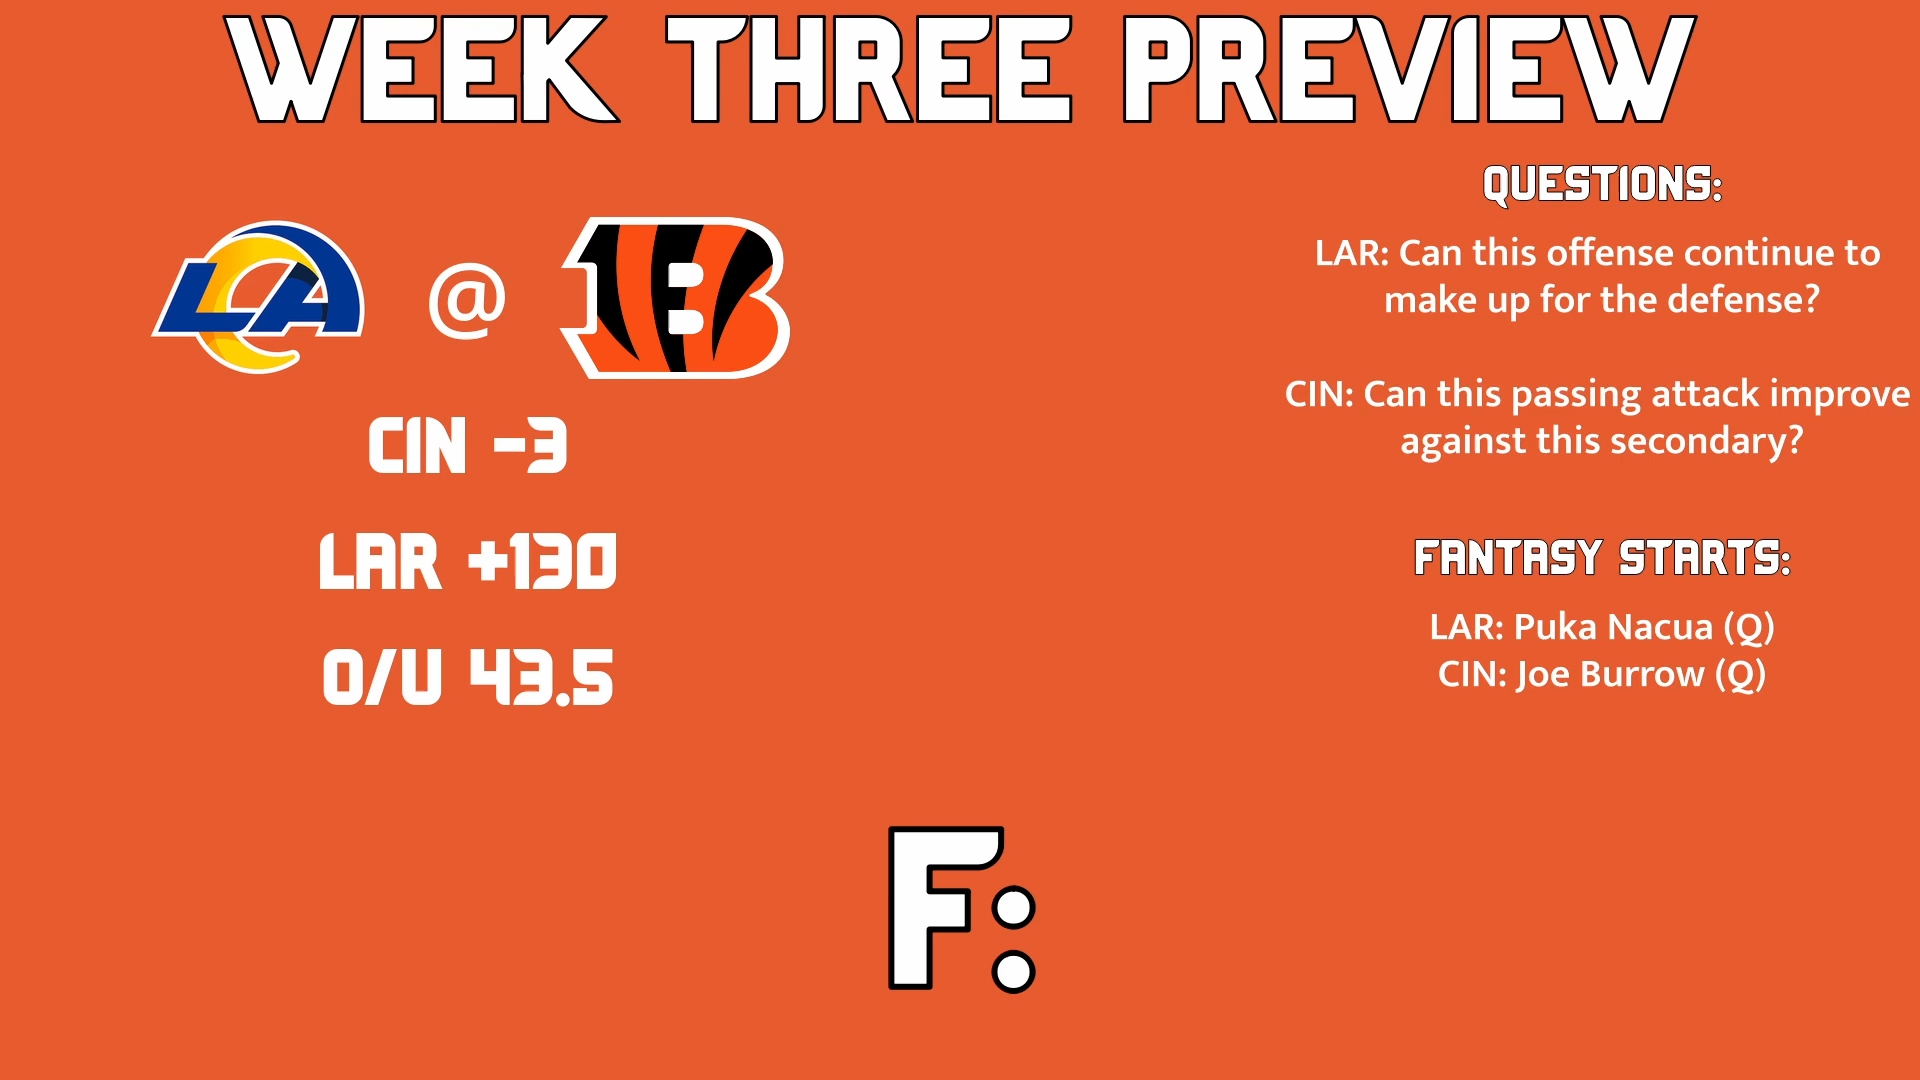 WEEK THREE PREVIEW
LA @ B
CIN -3
LAR +130
O/U 43.5
QUESTIONS:
LAR: Can this offense continue to
make up for the defense?
CIN: Can this passing attack improve
against this secondary?
FANTASY STARTS:
LAR: Puka Nacua (Q)
CIN: Joe Burrow (Q)
F: